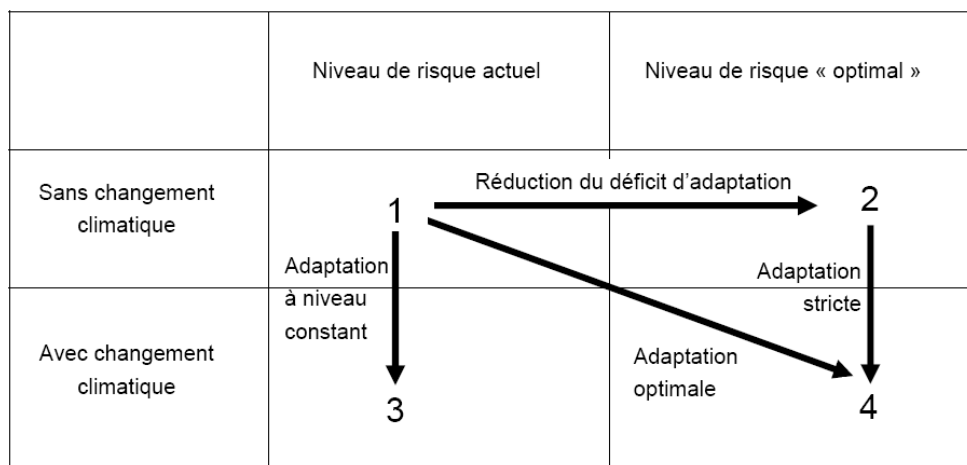 Niveau de risque actuel
Niveau de risque « optimal »
Sans changement
climatique
Réduction du déficit d’adaptation
1
2
Adaptation
à niveau
constant
Adaptation
stricte
Avec changement
climatique
Adaptation
optimale
3
4